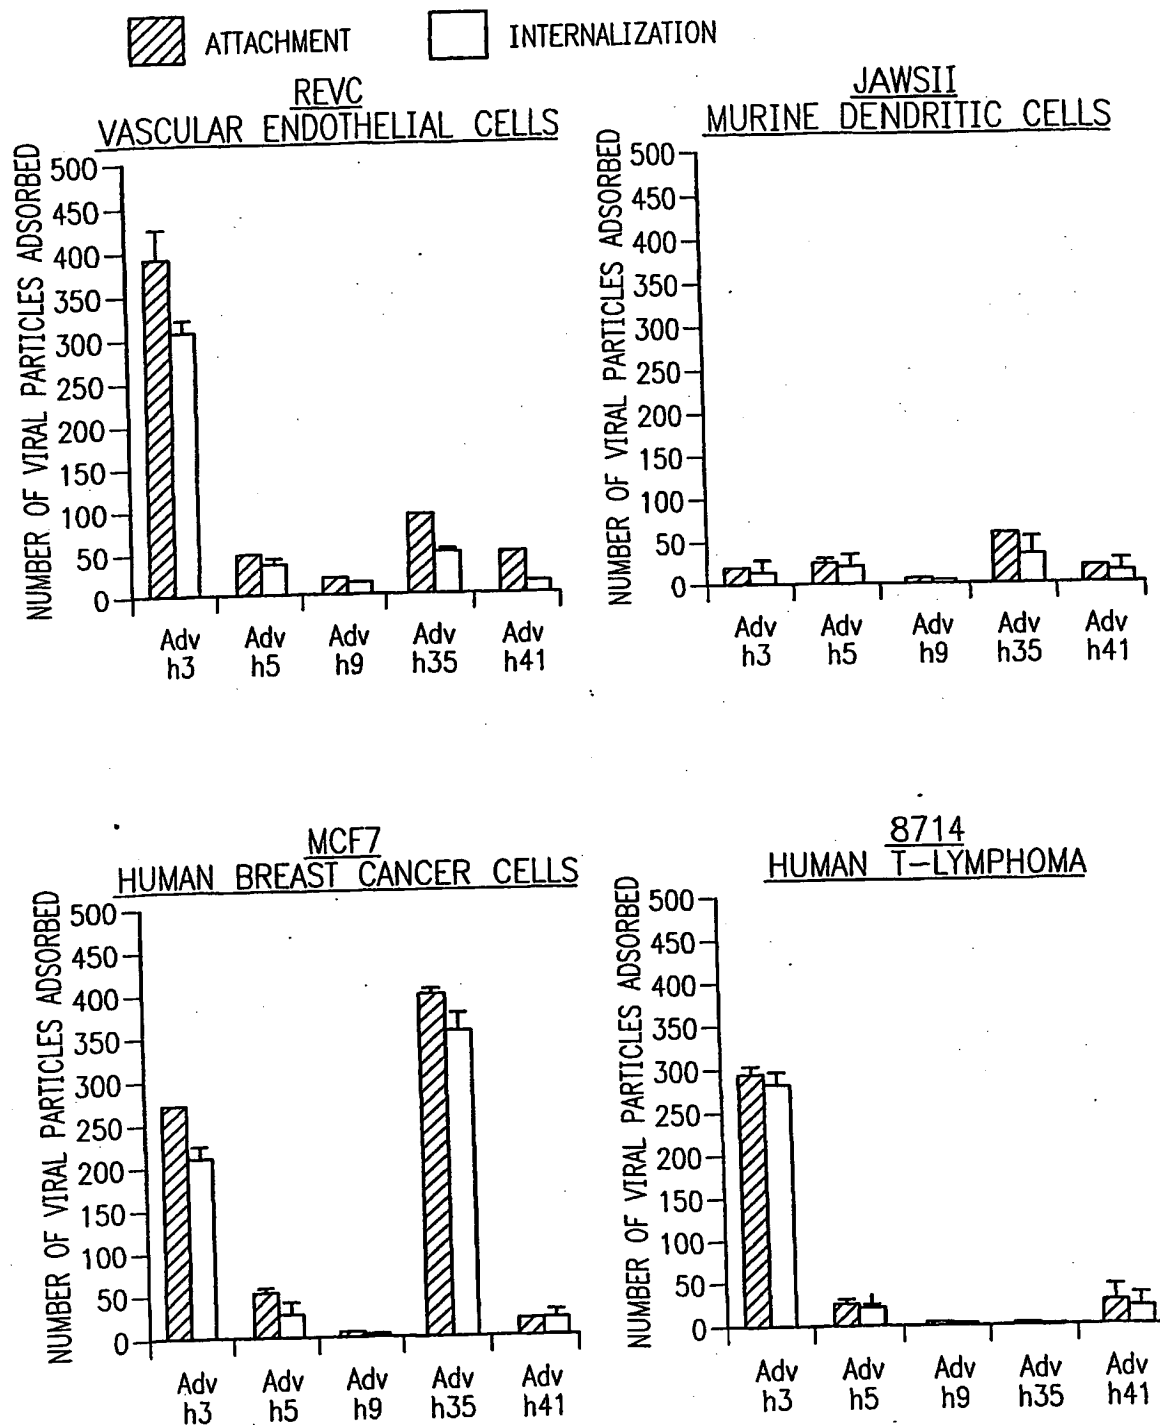 ATTACHMENT
INTERNALIZATION
REVC
VASCULAR ENDOTHELIAL CELLS
NUMBER OF VIRAL PARTICLES ADSORBED
500
450
400
350
300
250
200
150
100
50
0
Adv h3
Adv h5
Adv h9
Adv h35
Adv h41
JAWSII
MURINE DENDRITIC CELLS
NUMBER OF VIRAL PARTICLES ADSORBED
500
450
400
350
300
250
200
150
100
50
0
Adv h3
Adv h5
Adv h9
Adv h35
Adv h41
MCF7
HUMAN BREAST CANCER CELLS
NUMBER OF VIRAL PARTICLES ADSORBED
500
450
400
350
300
250
200
150
100
50
0
Adv h3
Adv h5
Adv h9
Adv h35
Adv h41
8714
HUMAN T-LYMPHOMA
NUMBER OF VIRAL PARTICLES ADSORBED
500
450
400
350
300
250
200
150
100
50
0
Adv h3
Adv h5
Adv h9
Adv h35
Adv h41